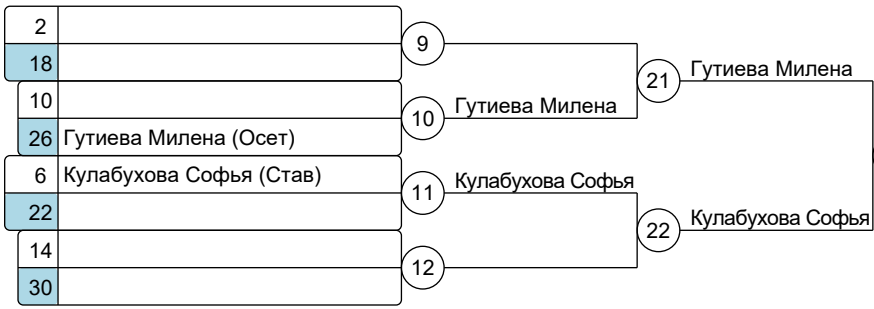 2
9
18
21 Гутиева Милена
10
10 Гутиева Милена
26 Гутиева Милена (Осет)
6 Кулабухова Софья (Став)
11 Кулабухова Софья
22
22 Кулабухова Софья
14
12
30